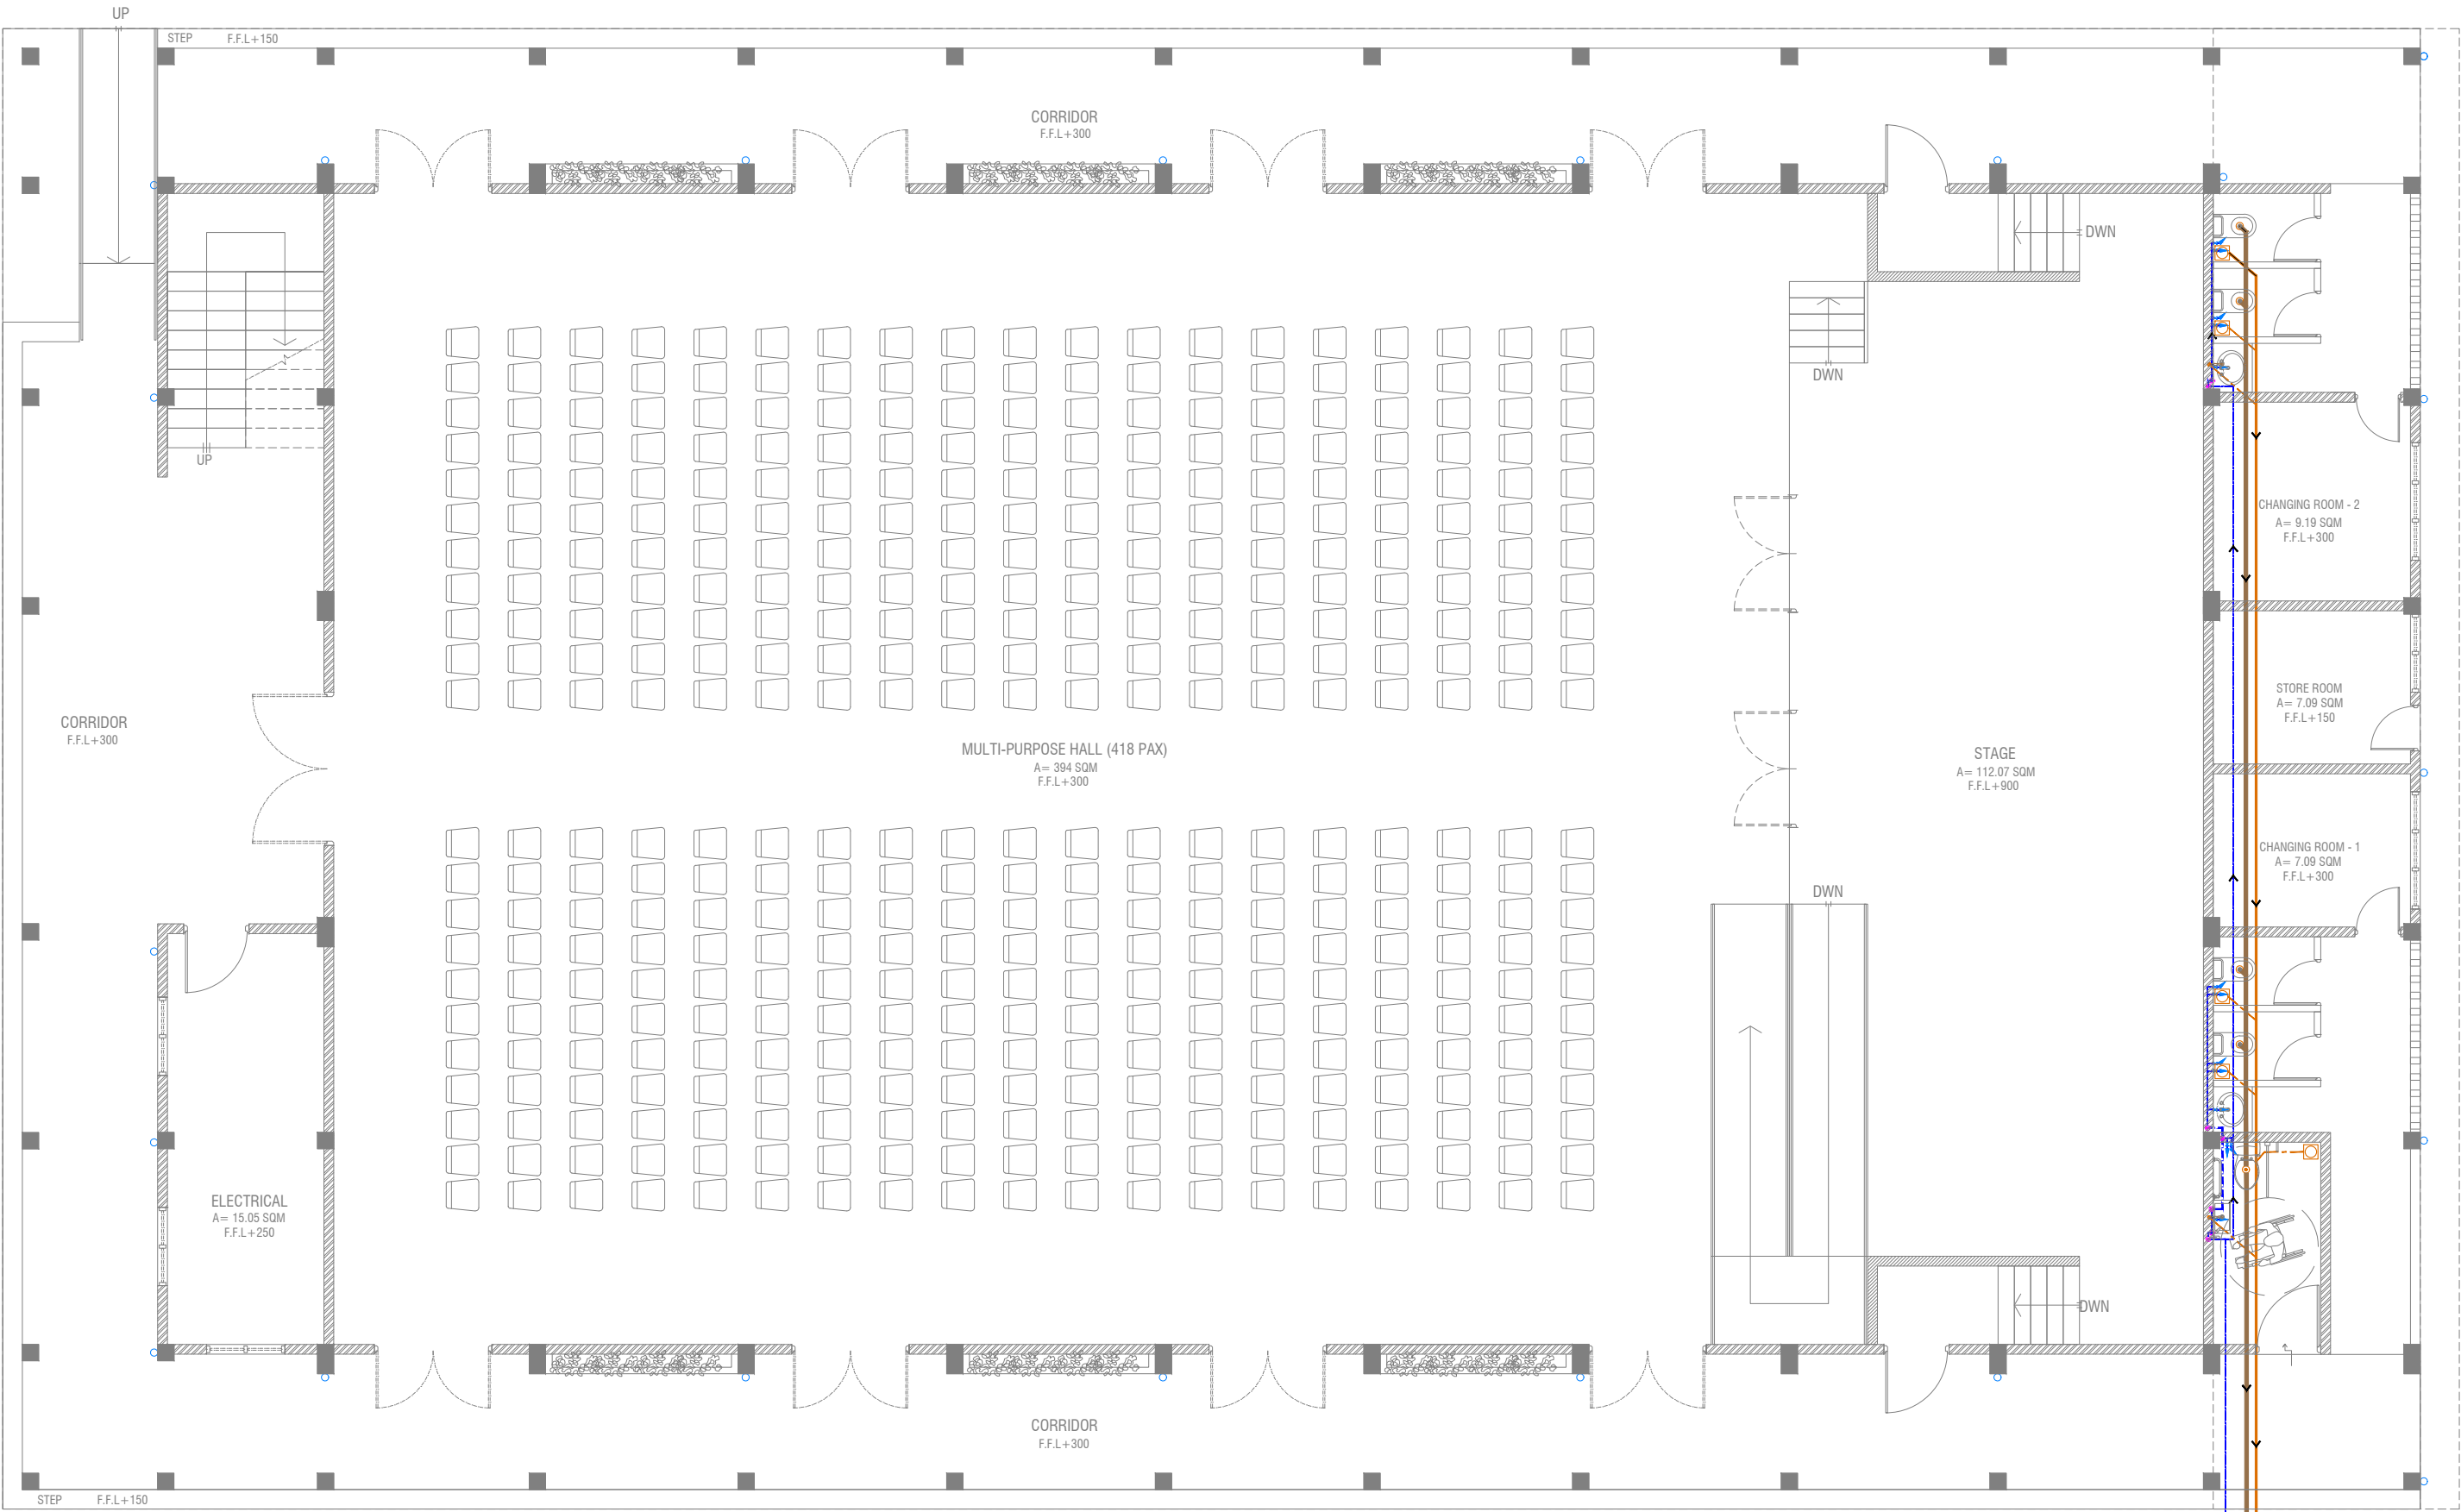 UP
STEP F.F.L+150
CORRIDOR
F.F.L+300
DWN
UP
DWN
CHANGING ROOM - 2
A= 9.19 SQM
F.F.L+300
STORE ROOM
A= 7.09 SQM
F.F.L+150
CORRIDOR
F.F.L+300
MULTI-PURPOSE HALL (418 PAX)
A= 394 SQM
F.F.L+300
STAGE
A= 112.07 SQM
F.F.L+900
CHANGING ROOM - 1
A= 7.09 SQM
F.F.L+300
DWN
ELECTRICAL
A= 15.05 SQM
F.F.L+250
DWN
CORRIDOR
F.F.L+300
STEP F.F.L+150